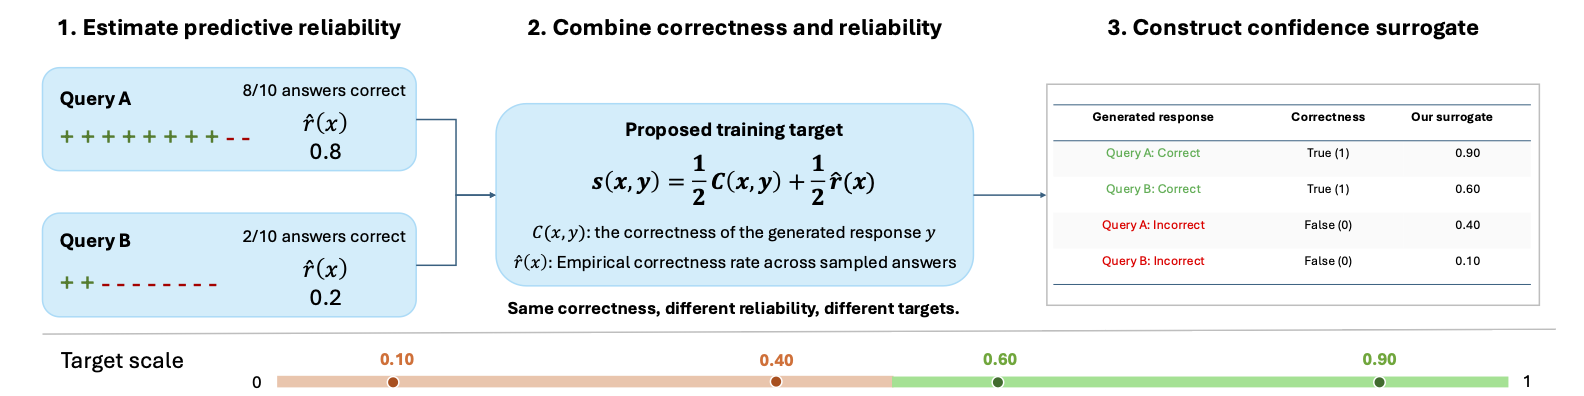 1. Estimate predictive reliability
Query A
8/10 answers correct
+ + + + + + + + - -
r̂(x)
0.8
Query B
2/10 answers correct
+ + - - - - - - - -
r̂(x)
0.2
2. Combine correctness and reliability
Proposed training target
s(x, y) = 1/2 C(x, y) + 1/2 r̂(x)
C(x, y): the correctness of the generated response y
r̂(x): Empirical correctness rate across sampled answers
Same correctness, different reliability, different targets.
3. Construct confidence surrogate
Generated response Correctness Our surrogate
Query A: Correct True (1) 0.90
Query B: Correct True (1) 0.60
Query A: Incorrect False (0) 0.40
Query B: Incorrect False (0) 0.10
Target scale
0.10 0.40 0.60 0.90
0 1